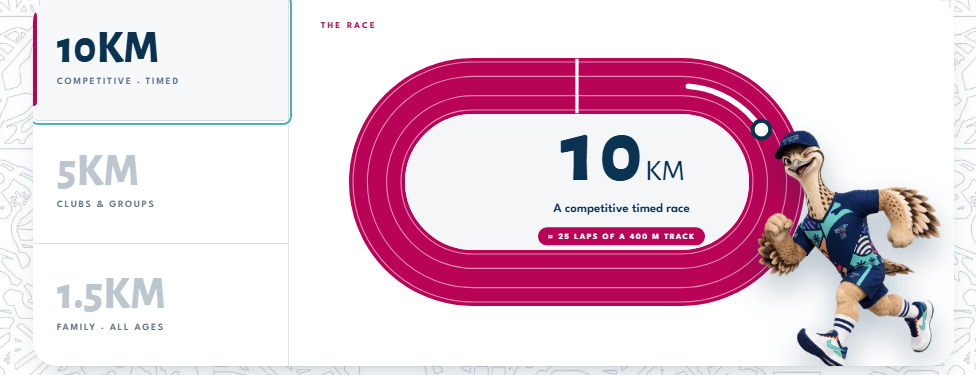 10KM
COMPETITIVE - TIMED
5KM
CLUBS & GROUPS
1.5KM
FAMILY - ALL AGES
THE RACE
10 KM
A competitive timed race
= 25 LAPS OF A 400 M TRACK